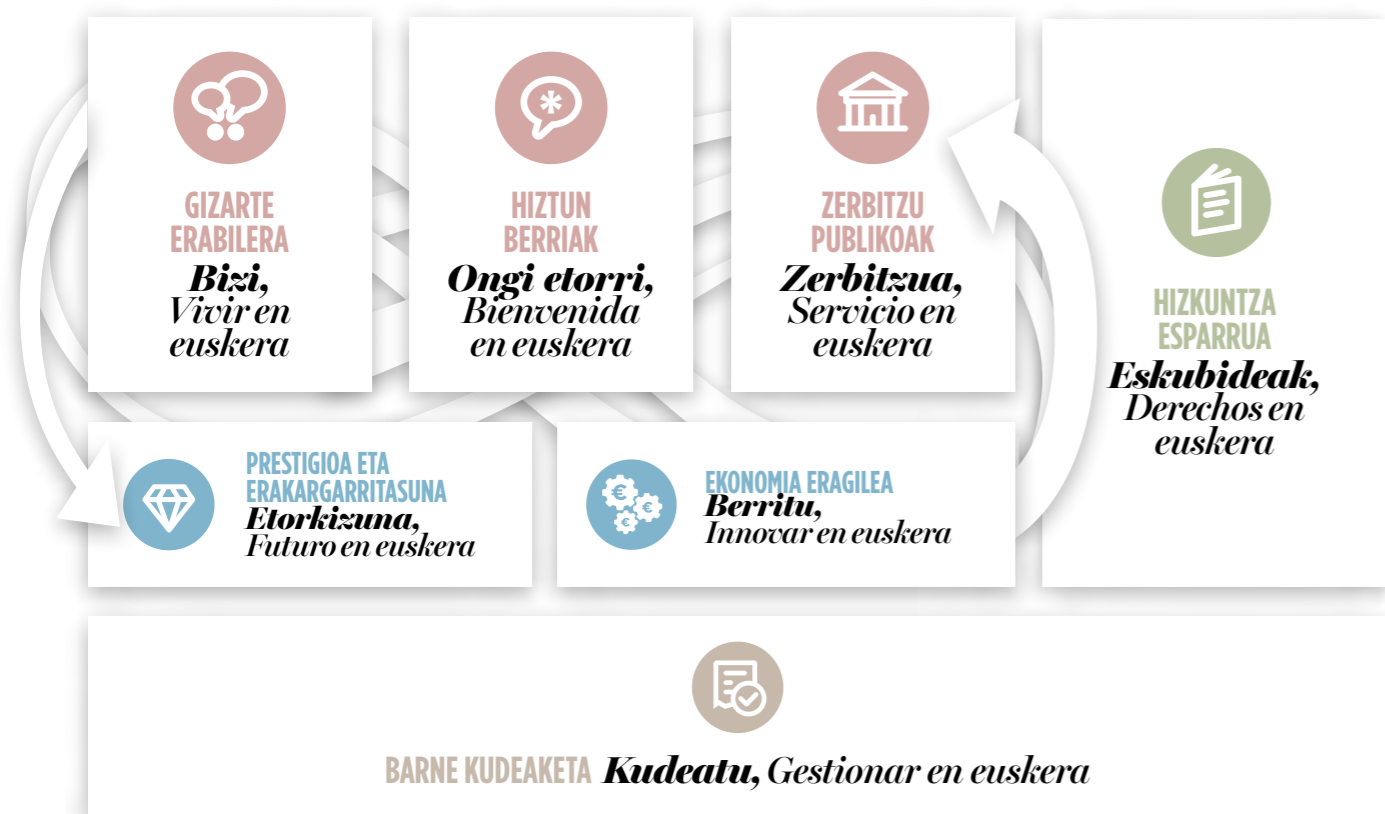 GIZARTE
ERABILERA
Bizi,
Vivir en
euskera
HIZTUN
BERRIAK
Ongi etorri,
Bienvenida
en euskera
ZERBITZU
PUBLIKOAK
Zerbitzua,
Servicio en
euskera
HIZKUNTZA
ESPARRUA
Eskubideak,
Derechos en
euskera
PRESTIGIOA ETA
ERAKARGARRITASUNA
Etorkizuna,
Futuro en euskera
€
€
€
EKONOMIA ERAGILEA
Berritu,
Innovar en euskera
BARNE KUDEAKETA Kudeatu, Gestionar en euskera